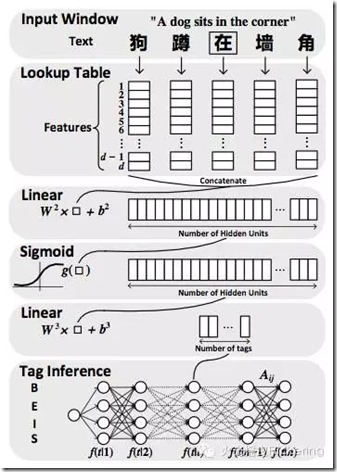 Input Window
"A dog sits in the corner"
Text 狗 蹲 在 墙 角
Lookup Table
Features
1
2
3
4
5
6
⋮
d − 1
d
Concatenate
Linear
W² × □ + b²
Number of Hidden Units
Sigmoid
g(□)
Number of Hidden Units
Linear
W³ × □ + b³
Number of tags
Tag Inference
A_ij
B
E
I
S
f(t|1) f(t|2) f(t|i)